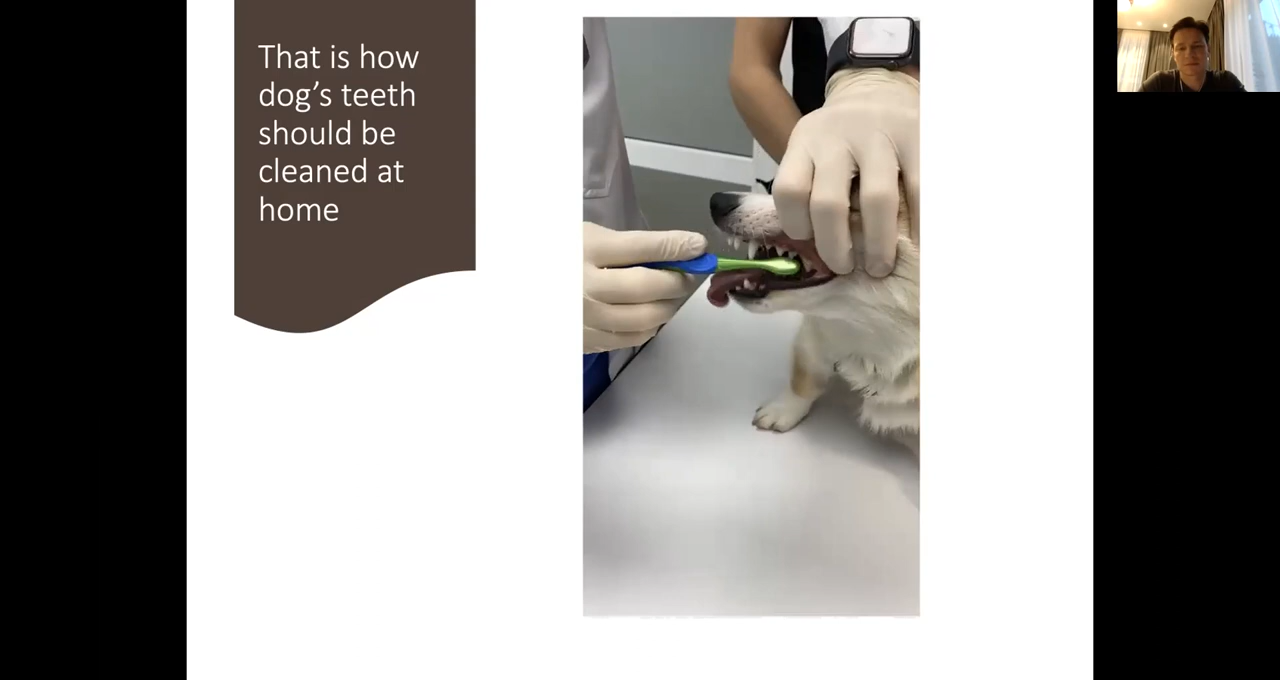 That is how
dog’s teeth
should be
cleaned at
home